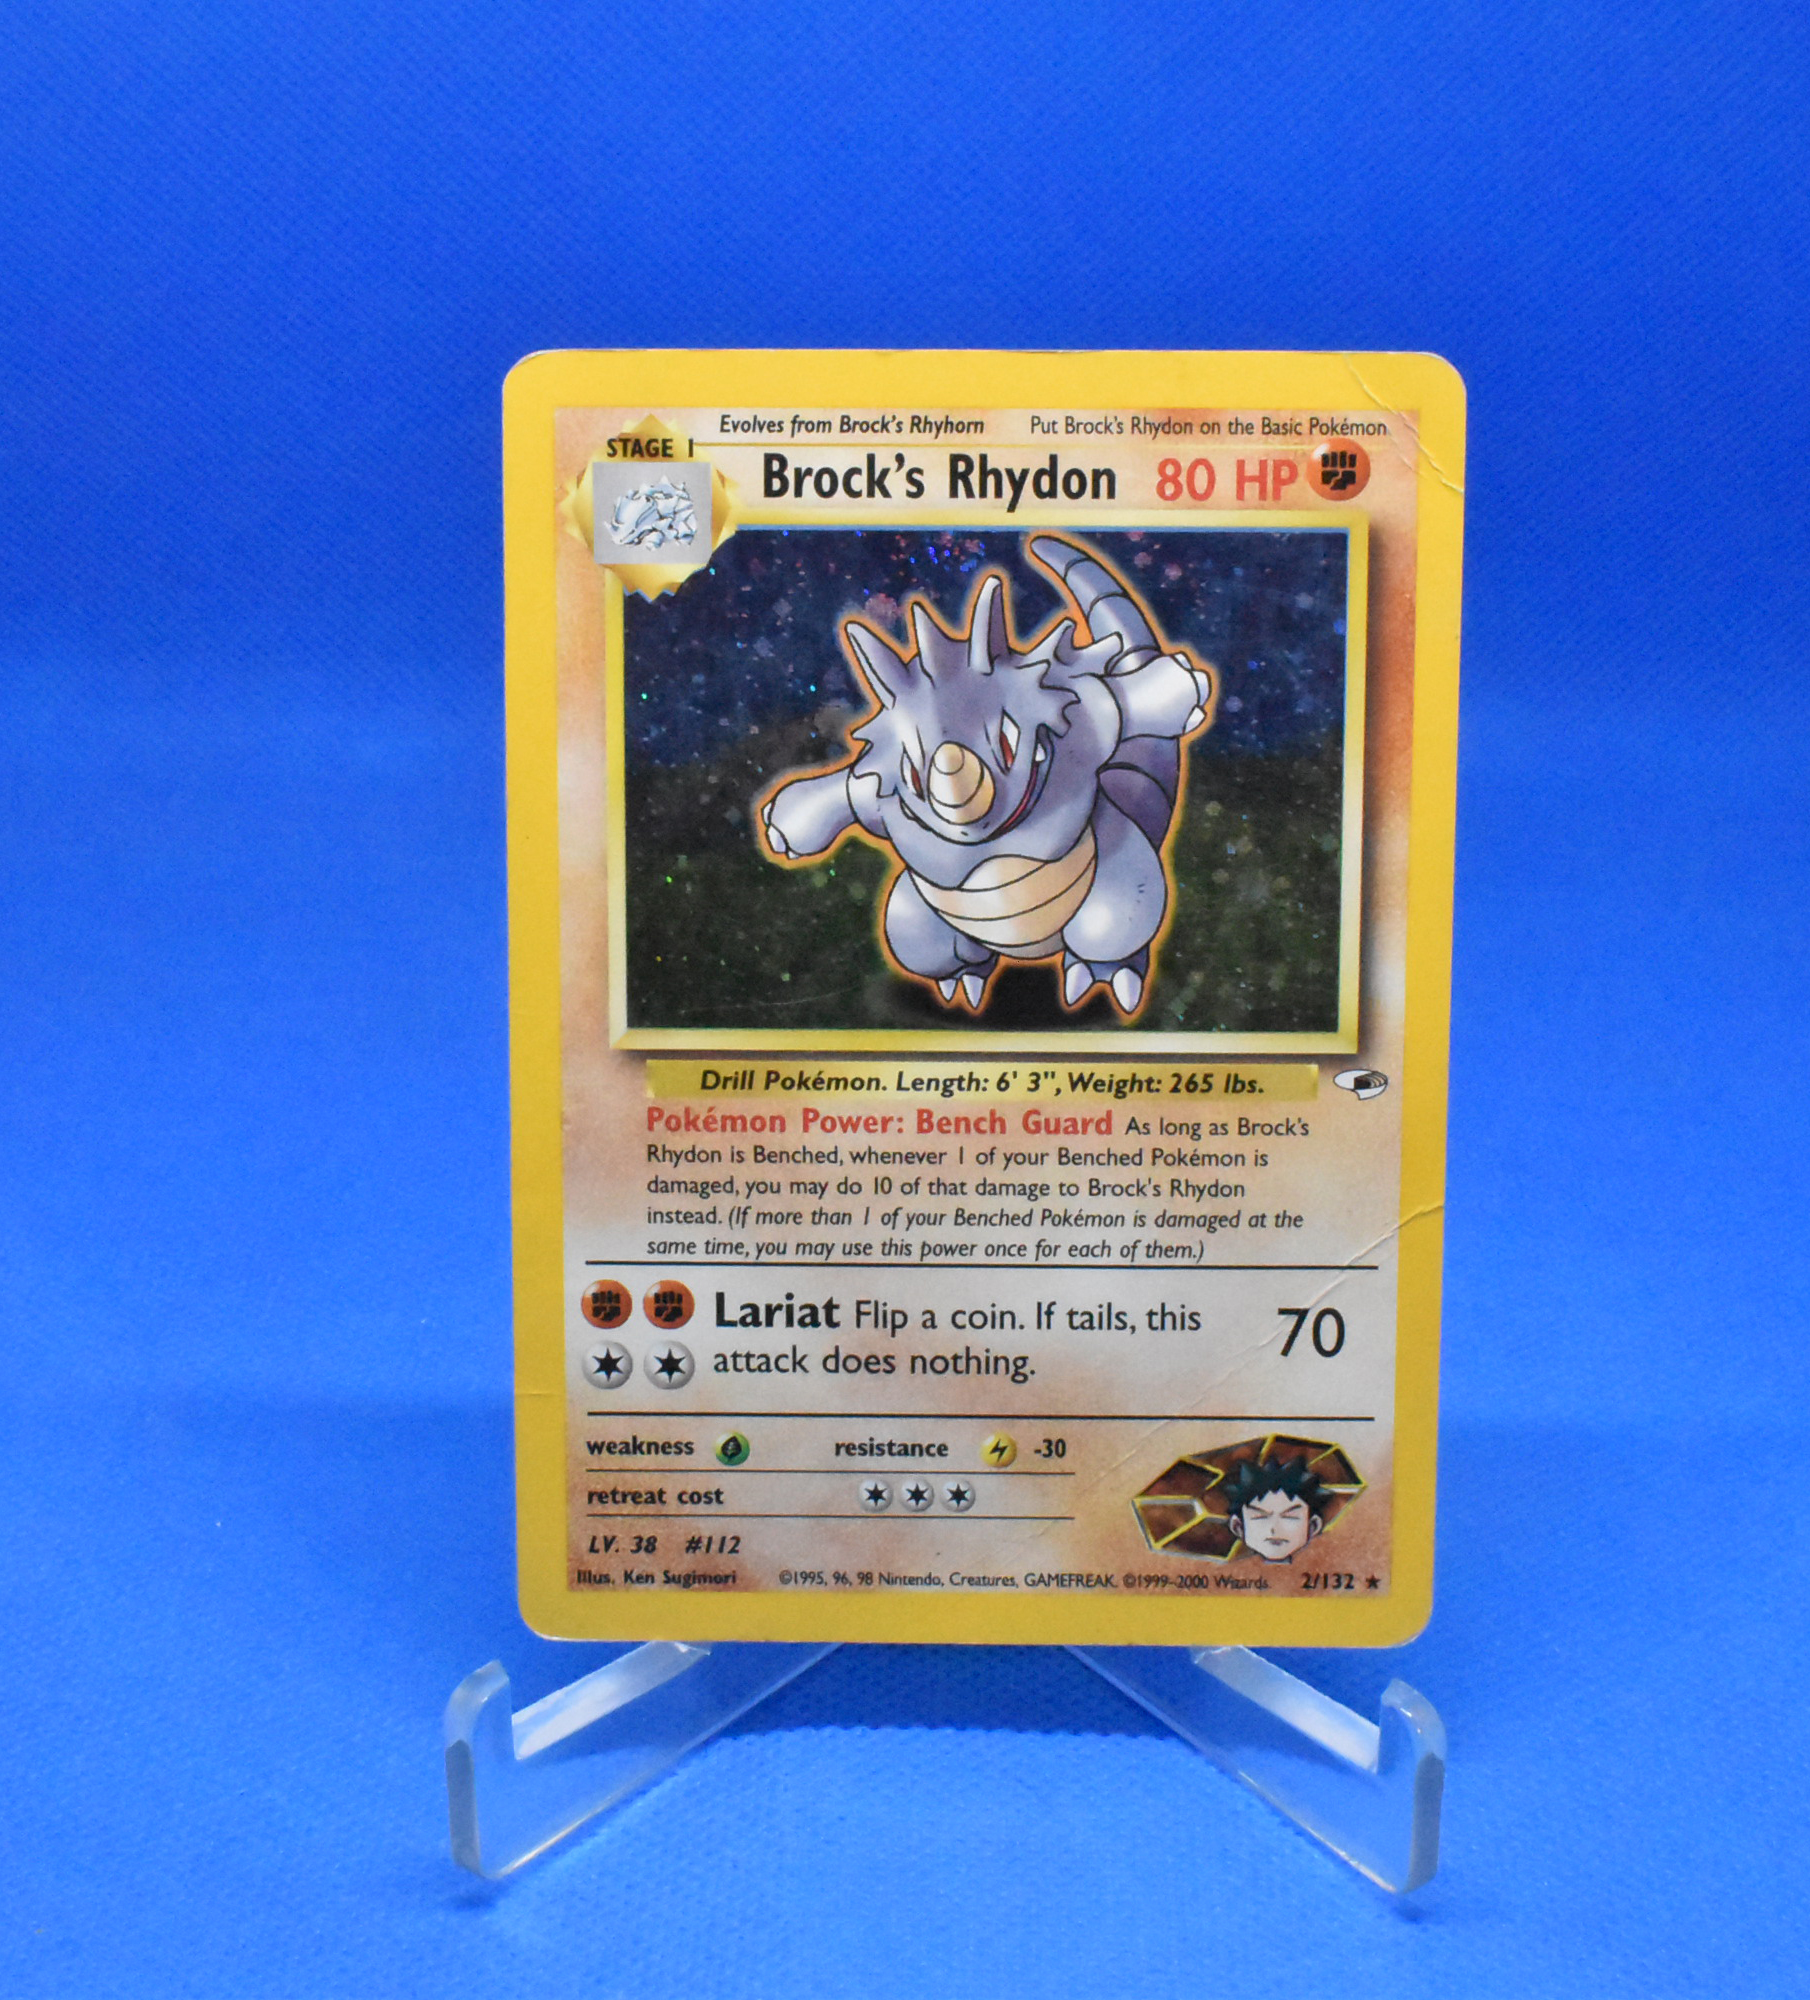 Evolves from Brock's Rhyhorn Put Brock's Rhydon on the Basic Pokémon
STAGE 1
Brock's Rhydon 80 HP
Drill Pokémon. Length: 6' 3", Weight: 265 lbs.
Pokémon Power: Bench Guard As long as Brock's
Rhydon is Benched, whenever 1 of your Benched Pokémon is
damaged, you may do 10 of that damage to Brock's Rhydon
instead. (If more than 1 of your Benched Pokémon is damaged at the
same time, you may use this power once for each of them.)
Lariat Flip a coin. If tails, this
attack does nothing.
70
weakness resistance -30
retreat cost
LV. 38 #112
Illus. Ken Sugimori ©1995, 96, 98 Nintendo, Creatures, GAMEFREAK. ©1999-2000 Wizards. 2/132 ★